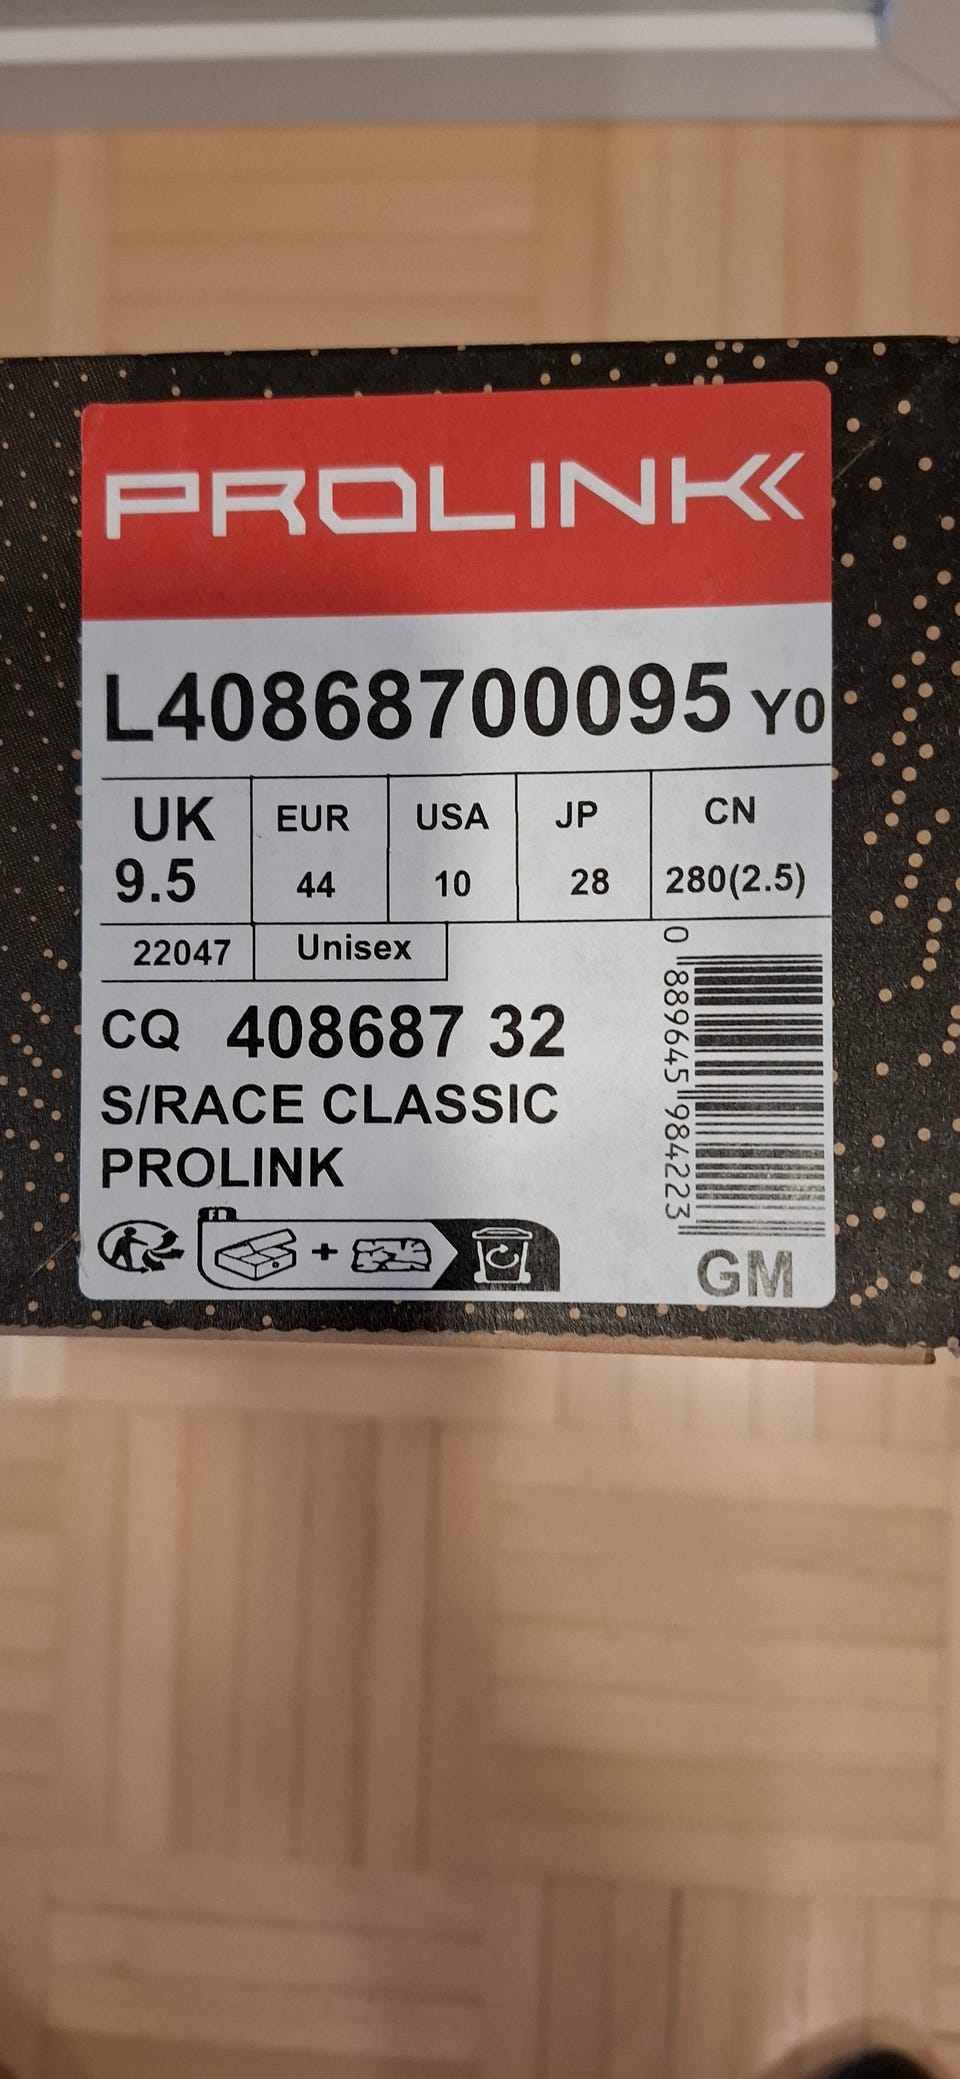 PROLINK
L40868700095 Y0
UK EUR USA JP CN
9.5 44 10 28 280(2.5)
22047 Unisex
CQ 408687 32
S/RACE CLASSIC
PROLINK
0 889645 984223
FR
+
GM